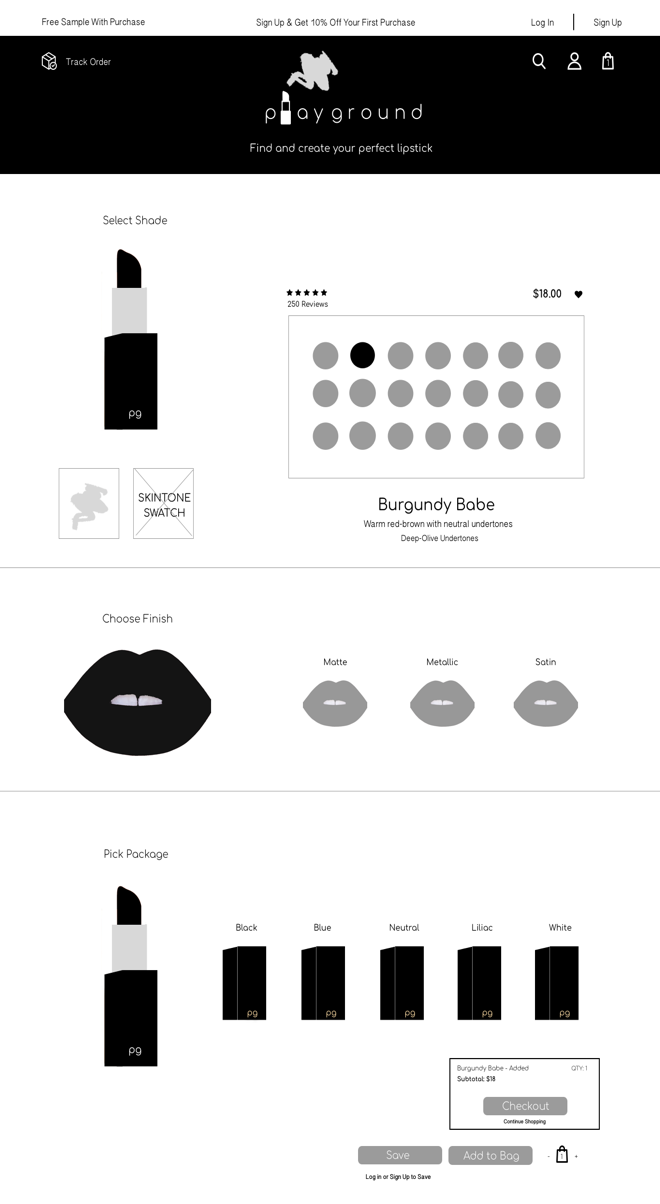 Free Sample With Purchase
Sign Up & Get 10% Off Your First Purchase
Log In
Sign Up
Track Order
1
playground
Find and create your perfect lipstick
Select Shade
250 Reviews
$18.00
pg
SKINTONE
SWATCH
Burgundy Babe
Warm red-brown with neutral undertones
Deep-Olive Undertones
Choose Finish
Matte
Metallic
Satin
Pick Package
Black
Blue
Neutral
Liliac
White
pg
pg
pg
pg
pg
pg
Burgundy Babe - Added
QTY: 1
Subtotal: $18
Checkout
Continue Shopping
Save
Add to Bag
- 1 +
Log in or Sign Up to Save